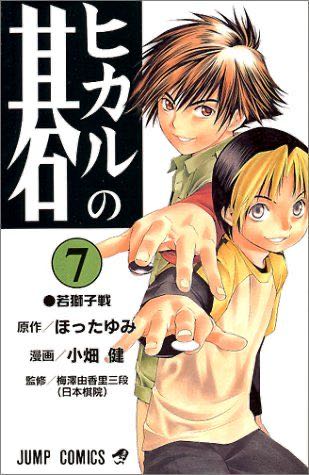 ヒカルの
碁
7
●若獅子戦
原作／ほったゆみ
漫画／小畑 健
監修／梅澤由香里三段
（日本棋院）
JUMP COMICS